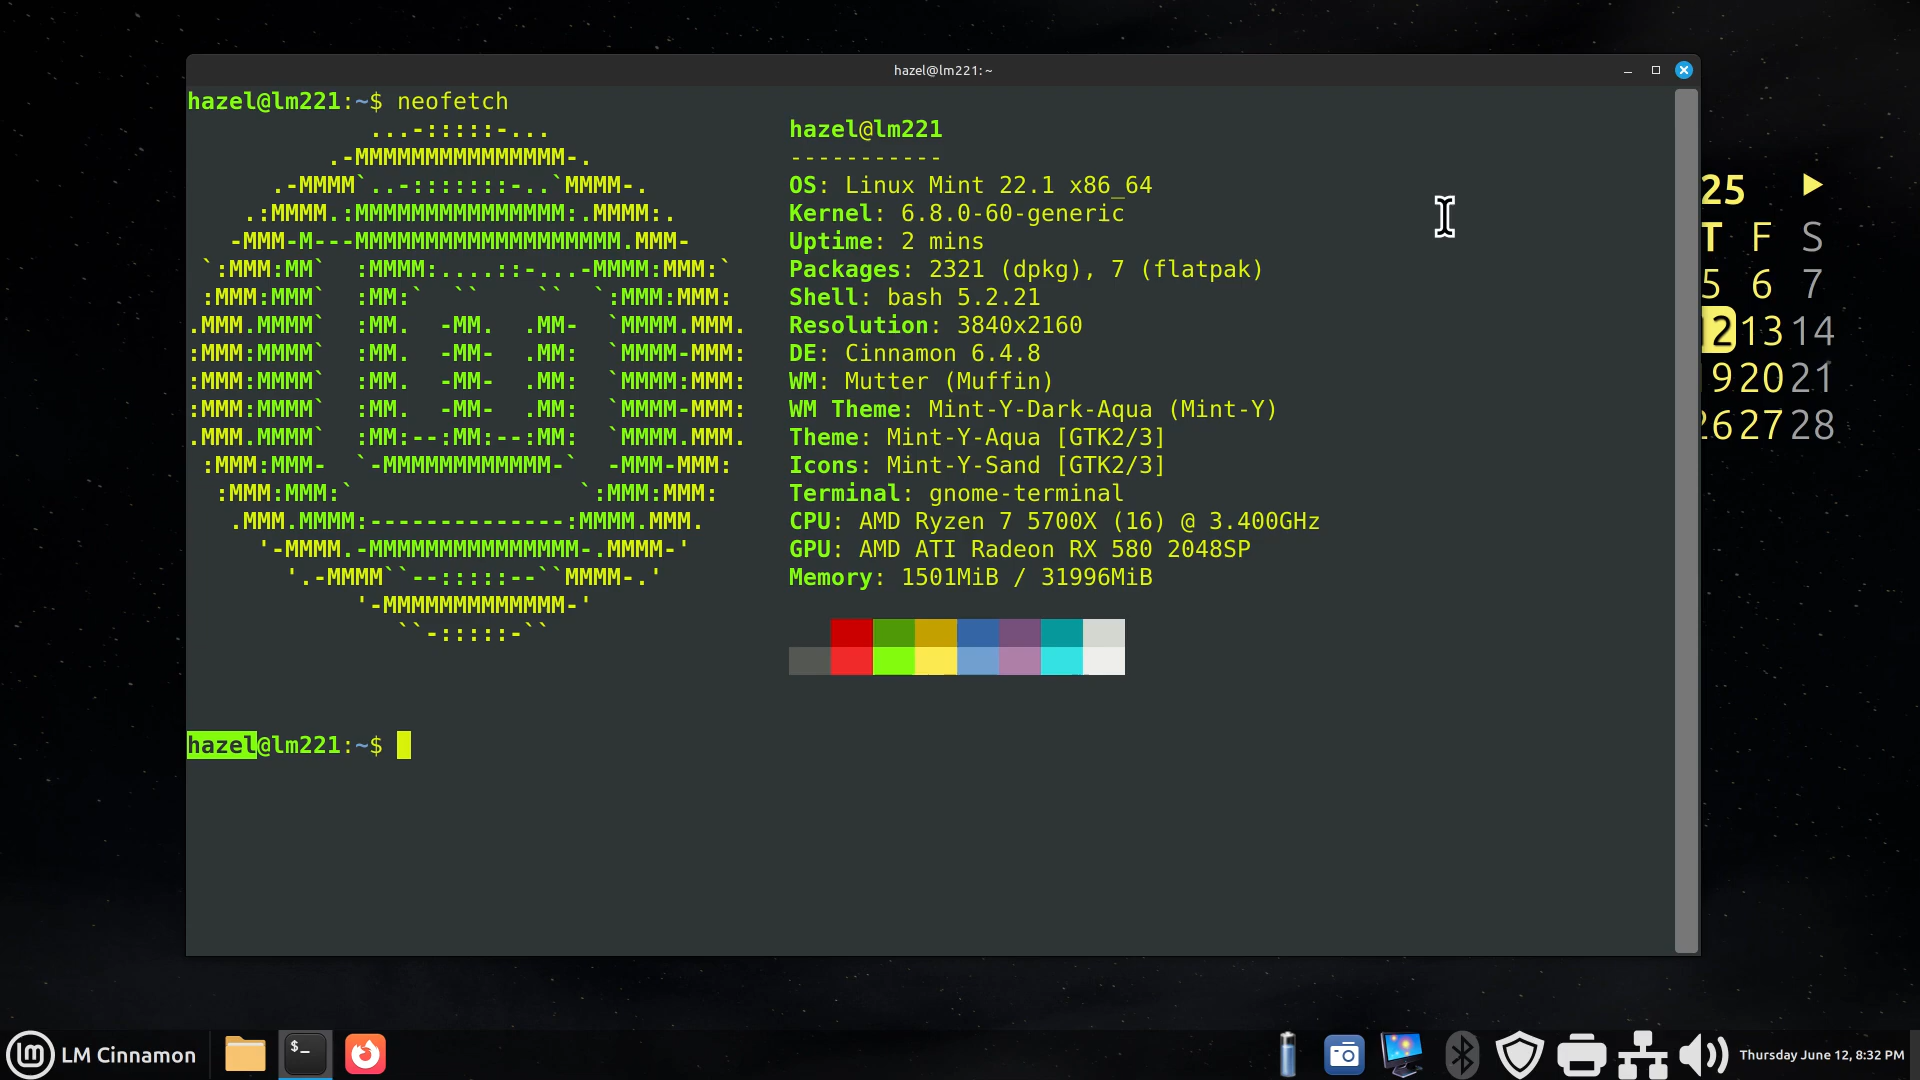 hazel@lm221: ~
hazel@lm221:~$ neofetch
...-:::::-...
.-MMMMMMMMMMMMMMM-.
.-MMMM`..-:::::::-..`MMMM-.
.:MMMM.:MMMMMMMMMMMMMMM:.MMMM:.
-MMM-M---MMMMMMMMMMMMMMMMMMM.MMM-
`:MMM:MM`  :MMMM:....::-...-MMMM:MMM:`
:MMM:MMM`  :MM:`  ``    ``  `:MMM:MMM:
.MMM.MMMM`  :MM.  -MM.  .MM-  `MMMM.MMM.
:MMM:MMMM`  :MM.  -MM-  .MM:  `MMMM-MMM:
:MMM:MMMM`  :MM.  -MM-  .MM:  `MMMM:MMM:
:MMM:MMMM`  :MM.  -MM-  .MM:  `MMMM-MMM:
.MMM.MMMM`  :MM:--:MM:--:MM:  `MMMM.MMM.
:MMM:MMM-  `-MMMMMMMMMMMM-`  -MMM-MMM:
:MMM:MMM:`                `:MMM:MMM:
.MMM.MMMM:--------------:MMMM.MMM.
'-MMMM.-MMMMMMMMMMMMMMM-.MMMM-'
'.-MMMM``--:::::--``MMMM-.'
'-MMMMMMMMMMMMM-'
``-:::::-``
hazel@lm221
-----------
OS: Linux Mint 22.1 x86_64
Kernel: 6.8.0-60-generic
Uptime: 2 mins
Packages: 2321 (dpkg), 7 (flatpak)
Shell: bash 5.2.21
Resolution: 3840x2160
DE: Cinnamon 6.4.8
WM: Mutter (Muffin)
WM Theme: Mint-Y-Dark-Aqua (Mint-Y)
Theme: Mint-Y-Aqua [GTK2/3]
Icons: Mint-Y-Sand [GTK2/3]
Terminal: gnome-terminal
CPU: AMD Ryzen 7 5700X (16) @ 3.400GHz
GPU: AMD ATI Radeon RX 580 2048SP
Memory: 1501MiB / 31996MiB
hazel@lm221:~$
25
T F S
5 6 7
12 13 14
19 20 21
26 27 28
LM Cinnamon
$_
Thursday June 12, 8:32 PM